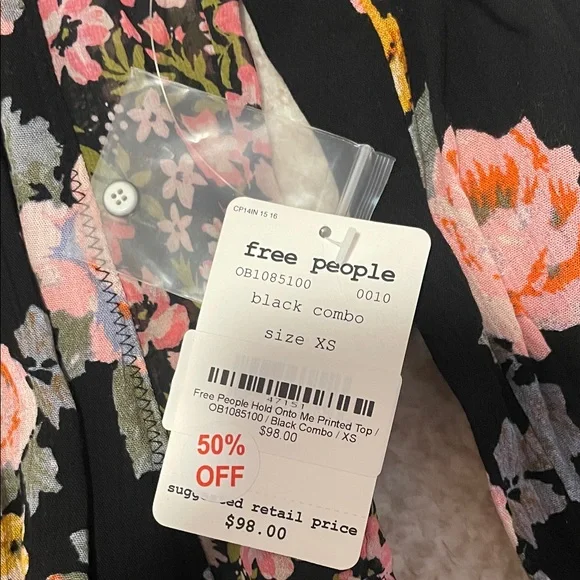 CP14IN 15 16
free people
OB1085100 0010
black combo
size XS
47151
Free People Hold Onto Me Printed Top /
OB1085100 / Black Combo / XS
$98.00
50%
OFF
retail price
$98.00